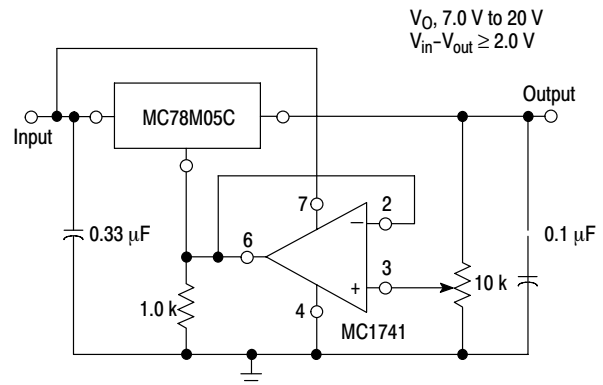 V_O, 7.0 V to 20 V
V_in–V_out ≥ 2.0 V
Input
MC78M05C
Output
7
2
–
0.33 μF
6
3
+
10 k
0.1 μF
1.0 k
4
MC1741